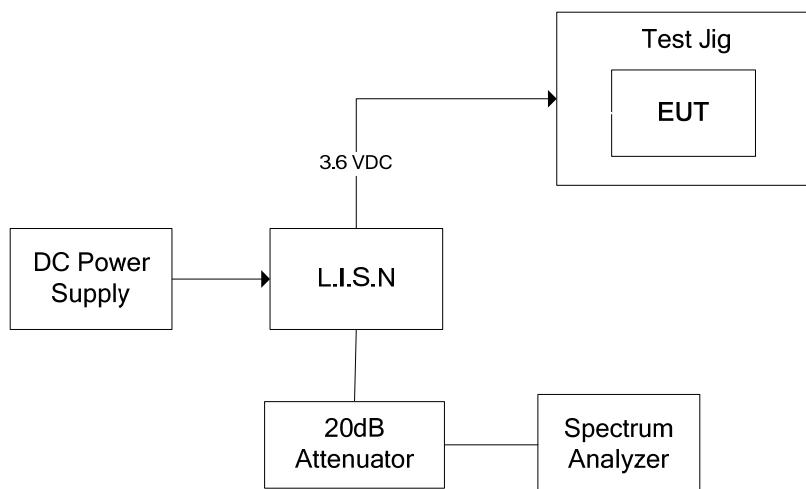 Test Jig
EUT
3.6 VDC
DC Power
Supply
L.I.S.N
20dB
Attenuator
Spectrum
Analyzer